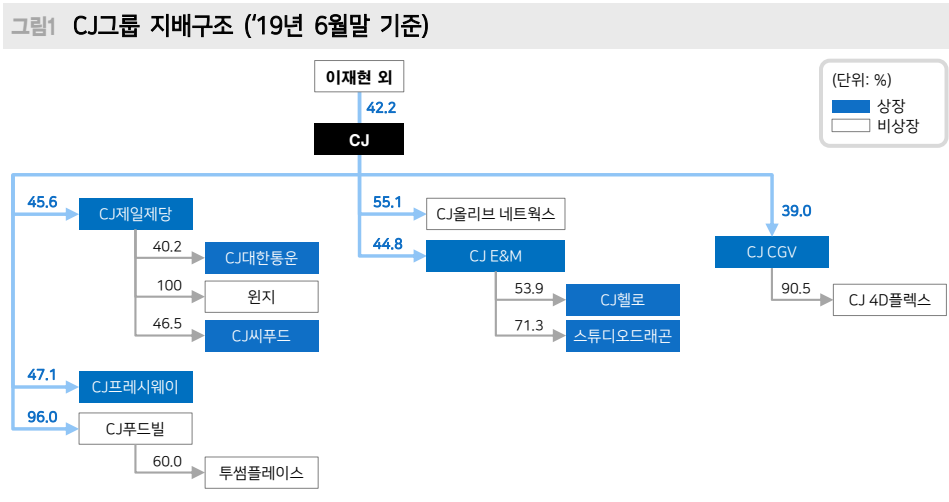 그림1 CJ그룹 지배구조 (‘19년 6월말 기준)
이재현 외
(단위: %)
상장
비상장
42.2
CJ
45.6
CJ제일제당
40.2
CJ대한통운
100
윈지
46.5
CJ씨푸드
47.1
CJ프레시웨이
96.0
CJ푸드빌
60.0
투썸플레이스
55.1
CJ올리브 네트웍스
44.8
CJ E&M
53.9
CJ헬로
71.3
스튜디오드래곤
39.0
CJ CGV
90.5
CJ 4D플렉스